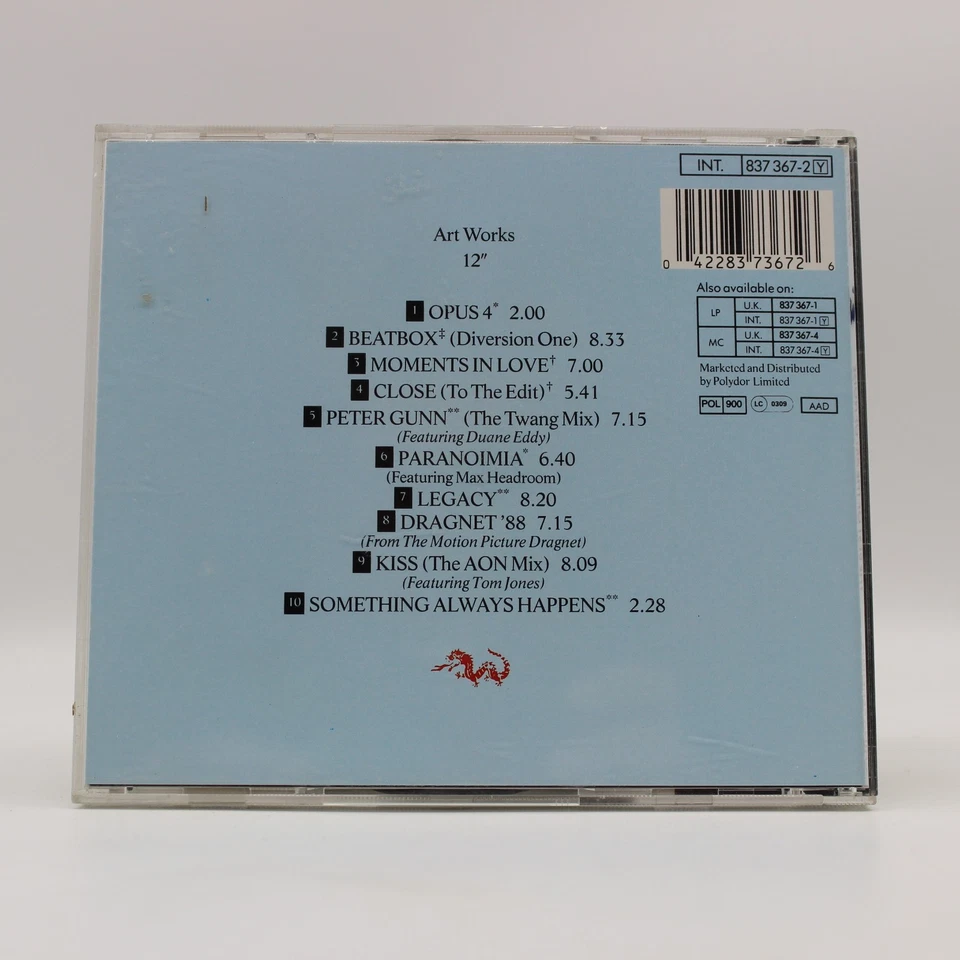 INT. 837 367-2 Y
0 42283 73672 6
Also available on:
LP U.K. 837 367-1
INT. 837 367-1 Y
MC U.K. 837 367-4
INT. 837 367-4 Y
Marketed and Distributed
by Polydor Limited
POL 900 LC 0309 AAD
Art Works
12"
1 OPUS 4* 2.00
2 BEATBOX‡ (Diversion One) 8.33
3 MOMENTS IN LOVE† 7.00
4 CLOSE (To The Edit)† 5.41
5 PETER GUNN** (The Twang Mix) 7.15
(Featuring Duane Eddy)
6 PARANOIMIA* 6.40
(Featuring Max Headroom)
7 LEGACY** 8.20
8 DRAGNET '88 7.15
(From The Motion Picture Dragnet)
9 KISS (The AON Mix) 8.09
(Featuring Tom Jones)
10 SOMETHING ALWAYS HAPPENS** 2.28